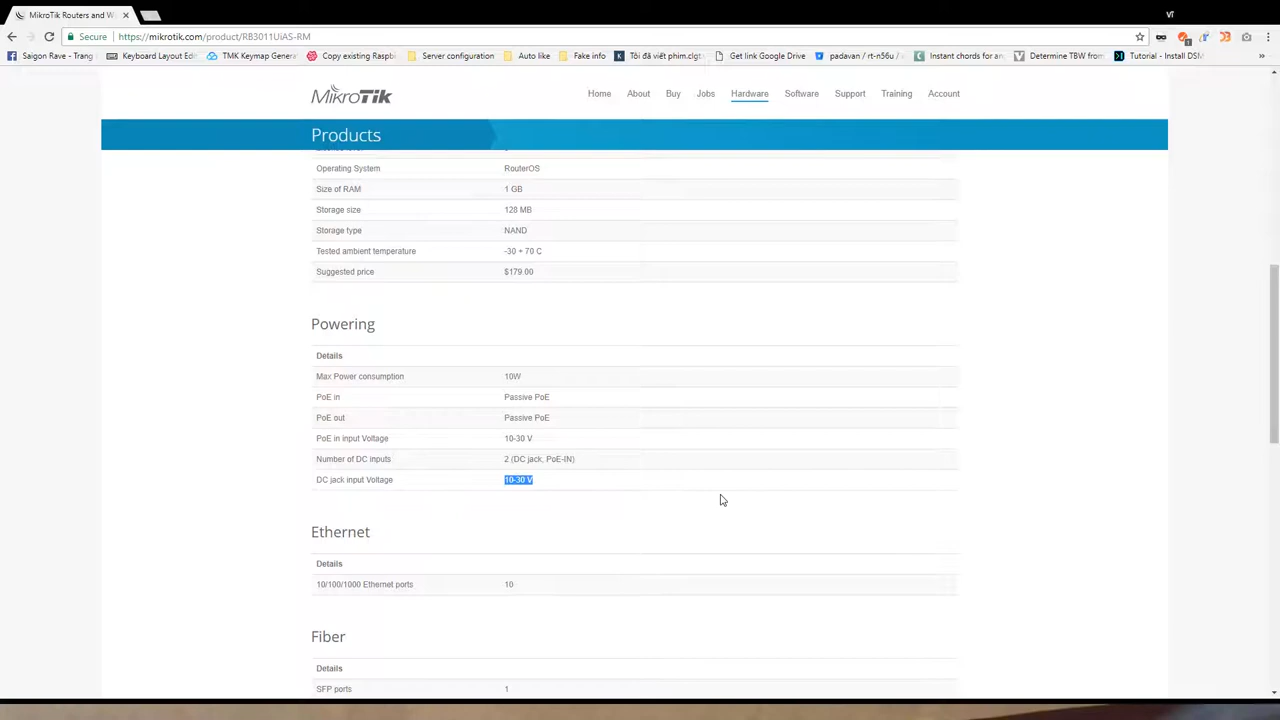 MikroTik Routers and W
VT
Secure https://mikrotik.com/product/RB3011UiAS-RM
Saigon Rave - Trang Keyboard Layout Edi TMK Keymap Genera Copy existing Raspb Server configuration Auto like Fake info Tôi đã viết phim.clgt. Get link Google Drive padavan / rt-n56u / Instant chords for an Determine TBW from Tutorial - Install DSM
MikroTik Home About Buy Jobs Hardware Software Support Training Account
Products
Operating System RouterOS
Size of RAM 1 GB
Storage size 128 MB
Storage type NAND
Tested ambient temperature -30 + 70 C
Suggested price $179.00
Powering
Details
Max Power consumption 10W
PoE in Passive PoE
PoE out Passive PoE
PoE in input Voltage 10-30 V
Number of DC inputs 2 (DC jack, PoE-IN)
DC jack input Voltage 10-30 V
Ethernet
Details
10/100/1000 Ethernet ports 10
Fiber
Details
SFP ports 1